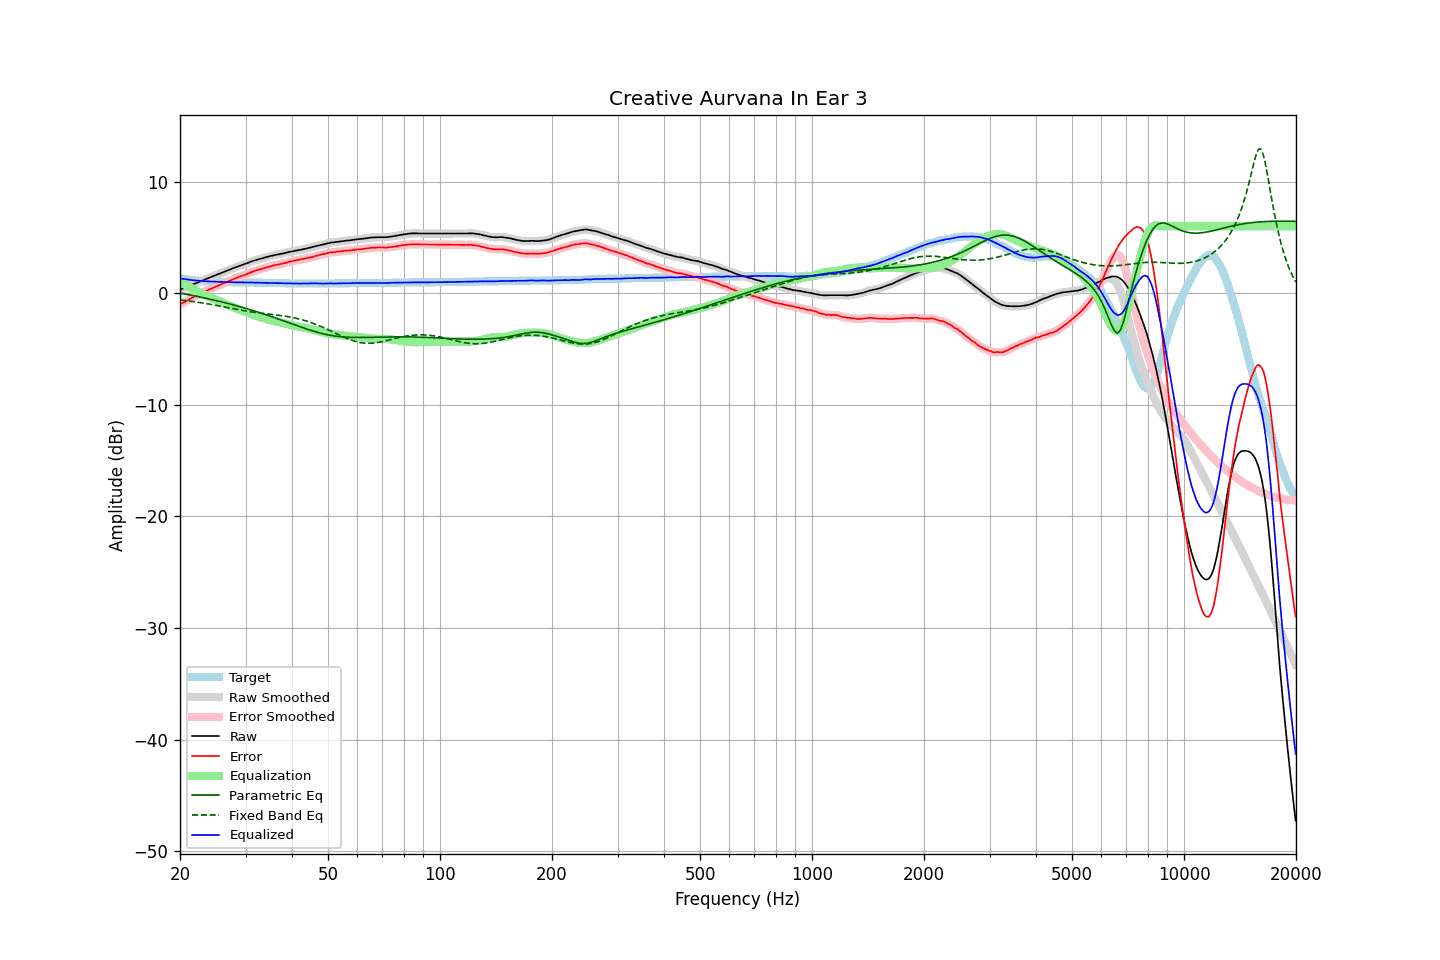 Creative Aurvana In Ear 3
Amplitude (dBr)
10
0
−10
−20
−30
−40
−50
Target
Raw Smoothed
Error Smoothed
Raw
Error
Equalization
Parametric Eq
Fixed Band Eq
Equalized
20 50 100 200 500 1000 2000 5000 10000 20000
Frequency (Hz)